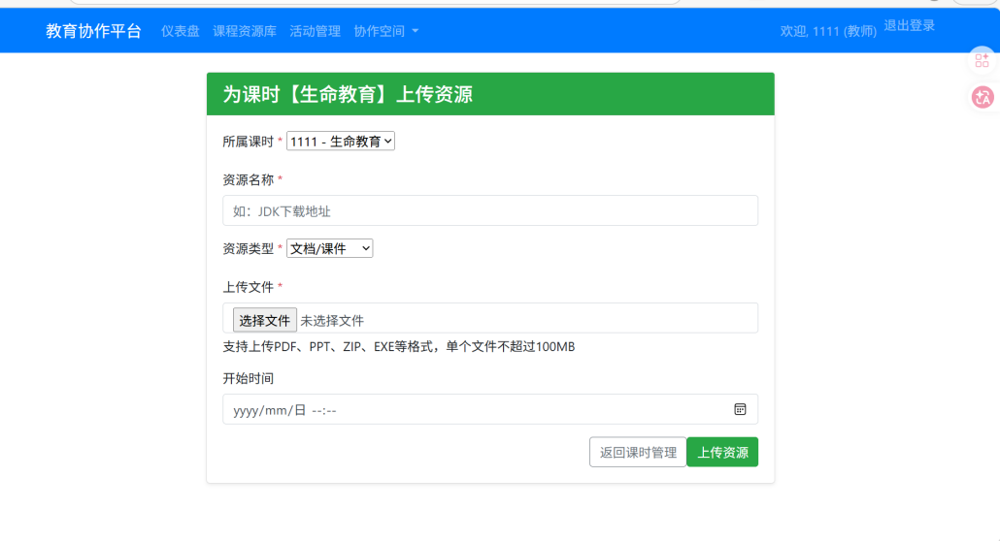 教育协作平台 仪表盘 课程资源库 活动管理 协作空间 欢迎, 1111 (教师) 退出登录
为课时【生命教育】上传资源
所属课时 * 1111 - 生命教育
资源名称 *
如：JDK下载地址
资源类型 * 文档/课件
上传文件 *
选择文件 未选择文件
支持上传PDF、PPT、ZIP、EXE等格式，单个文件不超过100MB
开始时间
yyyy/mm/日 --:--
返回课时管理 上传资源